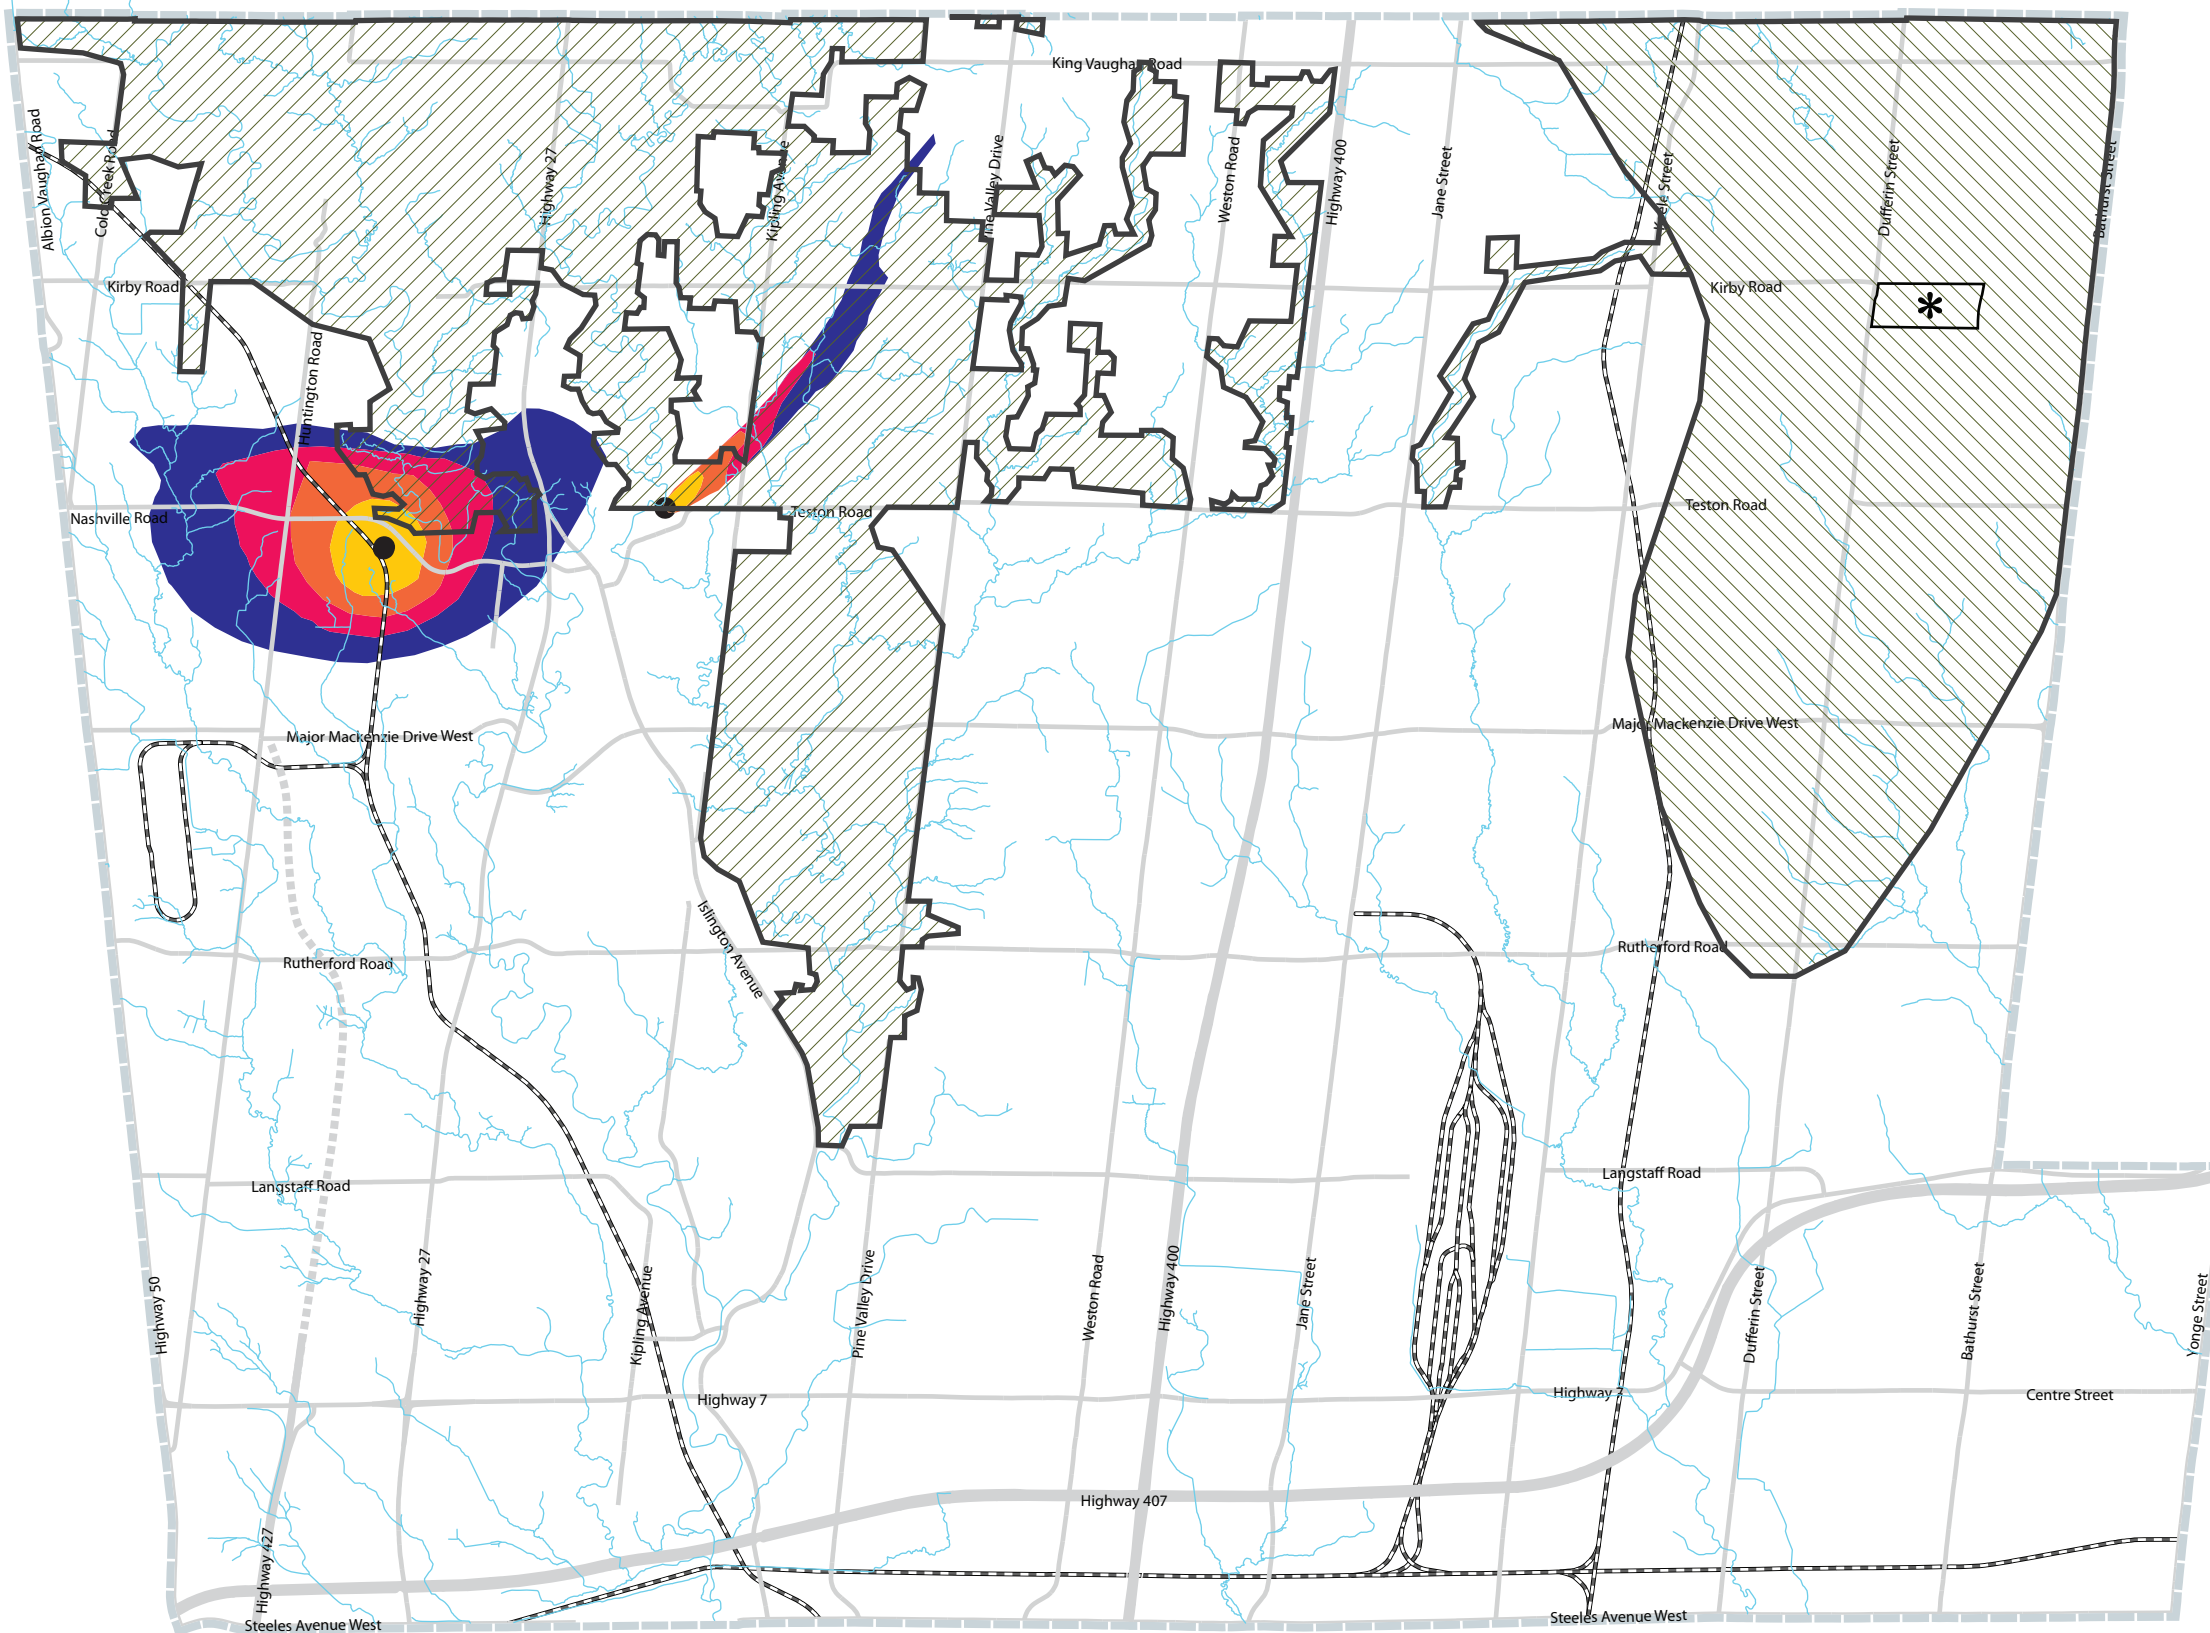 King Vaughan Road
Albion Vaughan Road
Cold Creek Road
Highway 27
Kipling Avenue
Pine Valley Drive
Weston Road
Highway 400
Jane Street
Keele Street
Dufferin Street
Bathurst Street
Kirby Road
Kirby Road
*
Huntington Road
Nashville Road
Teston Road
Teston Road
Major Mackenzie Drive West
Major Mackenzie Drive West
Islington Avenue
Rutherford Road
Rutherford Road
Langstaff Road
Langstaff Road
Highway 50
Highway 27
Kipling Avenue
Pine Valley Drive
Weston Road
Highway 400
Jane Street
Dufferin Street
Bathurst Street
Yonge Street
Highway 7
Highway 7
Centre Street
Highway 407
Highway 427
Steeles Avenue West
Steeles Avenue West